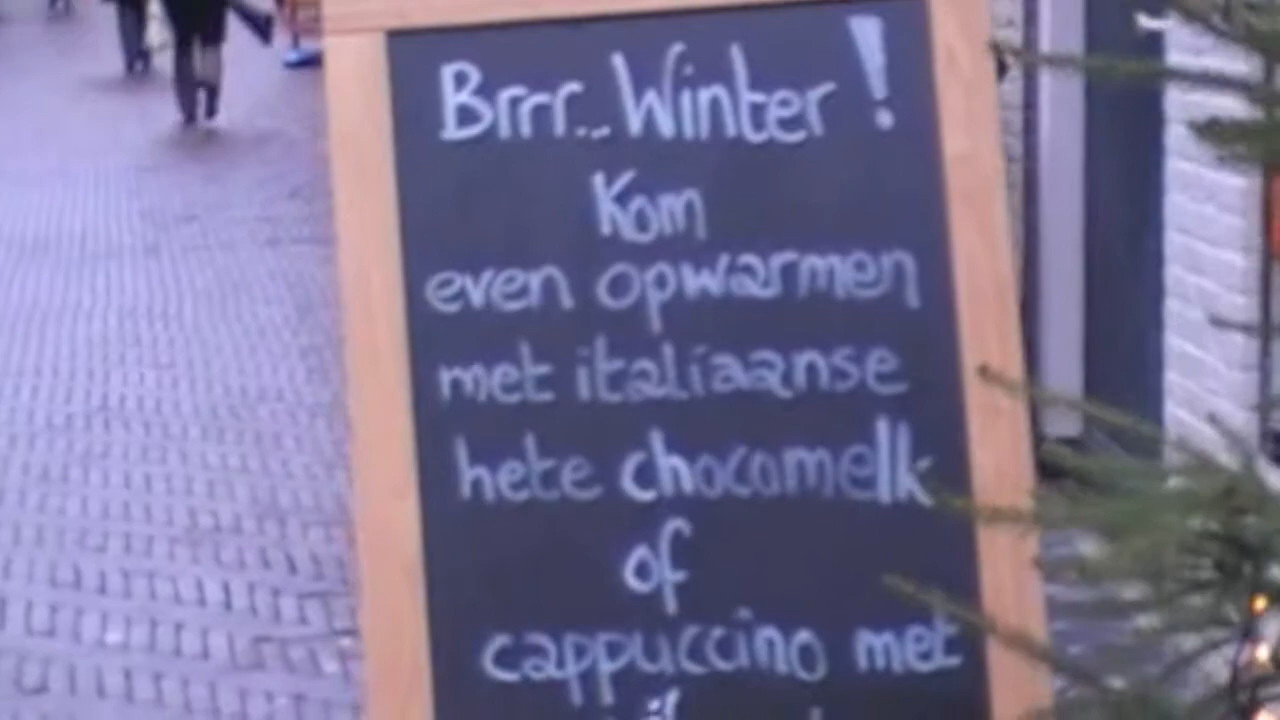 Brrr...Winter!
Kom
even opwarmen
met italiaanse
hete chocomelk
of
cappuccino met